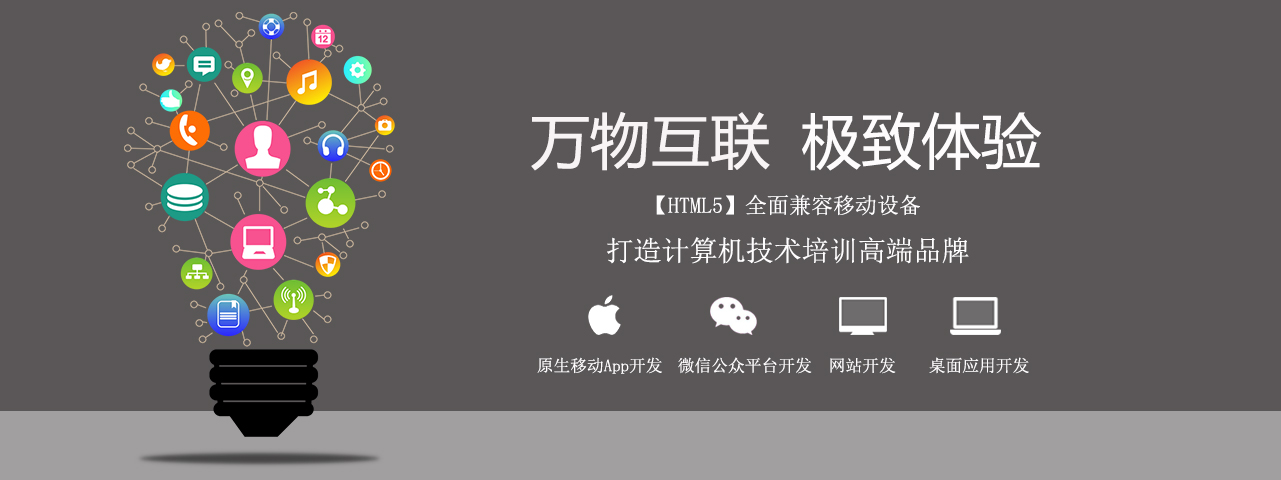 12
万物互联 极致体验
【HTML5】全面兼容移动设备
打造计算机技术培训高端品牌
原生移动App开发 微信公众平台开发 网站开发 桌面应用开发